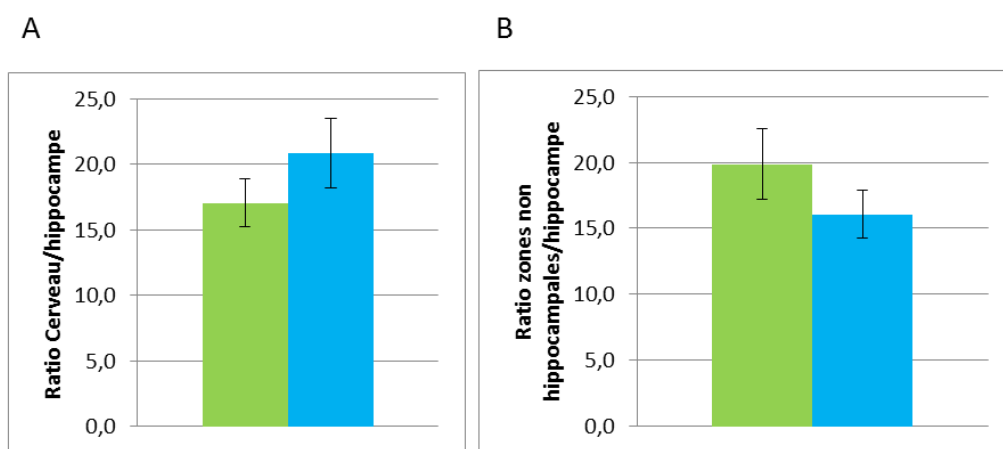 A
Ratio Cerveau/hippocampe
25,0
20,0
15,0
10,0
5,0
0,0
B
Ratio zones non
hippocampales/hippocampe
25,0
20,0
15,0
10,0
5,0
0,0